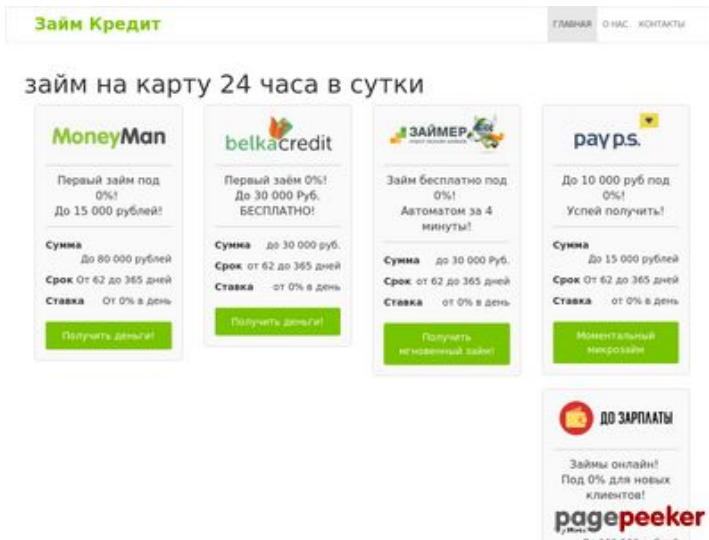 Займ Кредит
ГЛАВНАЯ О НАС КОНТАКТЫ
займ на карту 24 часа в сутки
MoneyMan
Первый займ под
0%!
До 15 000 рублей!
Сумма
До 80 000 рублей
Срок От 62 до 365 дней
Ставка От 0% в день
Получить деньги!
belkacredit
Первый заём 0%!
До 30 000 Руб.
БЕСПЛАТНО!
Сумма до 30 000 руб.
Срок от 62 до 365 дней
Ставка от 0% в день
Получить деньги!
ЗАЙМЕР
Займ бесплатно под
0%!
Автоматом за 4
минуты!
Сумма до 30 000 Руб.
Срок от 62 до 365 дней
Ставка от 0% в день
Получить
мгновенный займ!
pay p.s.
До 10 000 руб под
0%!
Успей получить!
Сумма
До 15 000 рублей
Срок От 62 до 365 дней
Ставка От 0% в день
Моментальный
микрозайм
ДО ЗАРПЛАТЫ
Займы онлайн!
Под 0% для новых
клиентов!
pagepeeker